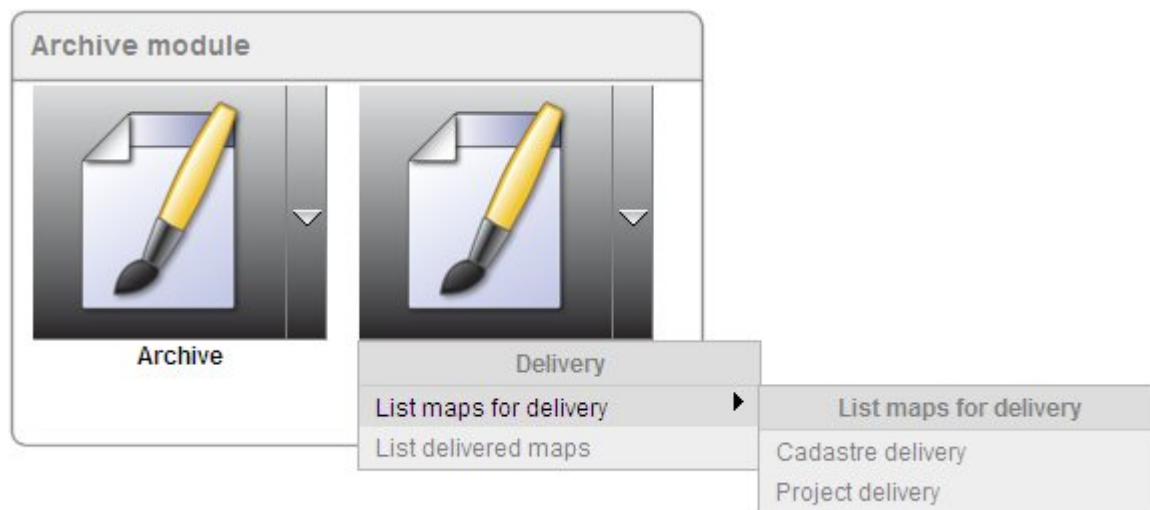 Archive module
Archive
Delivery
List maps for delivery
List delivered maps
List maps for delivery
Cadastre delivery
Project delivery